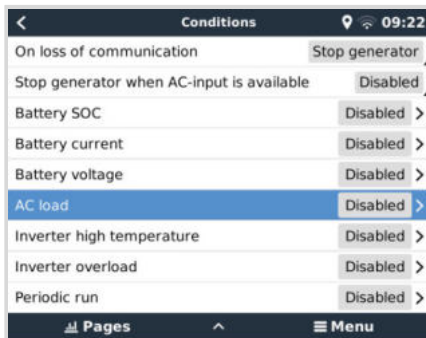 Conditions 09:22
On loss of communication Stop generator
Stop generator when AC-input is available Disabled
Battery SOC Disabled
Battery current Disabled
Battery voltage Disabled
AC load Disabled
Inverter high temperature Disabled
Inverter overload Disabled
Periodic run Disabled
Pages Menu